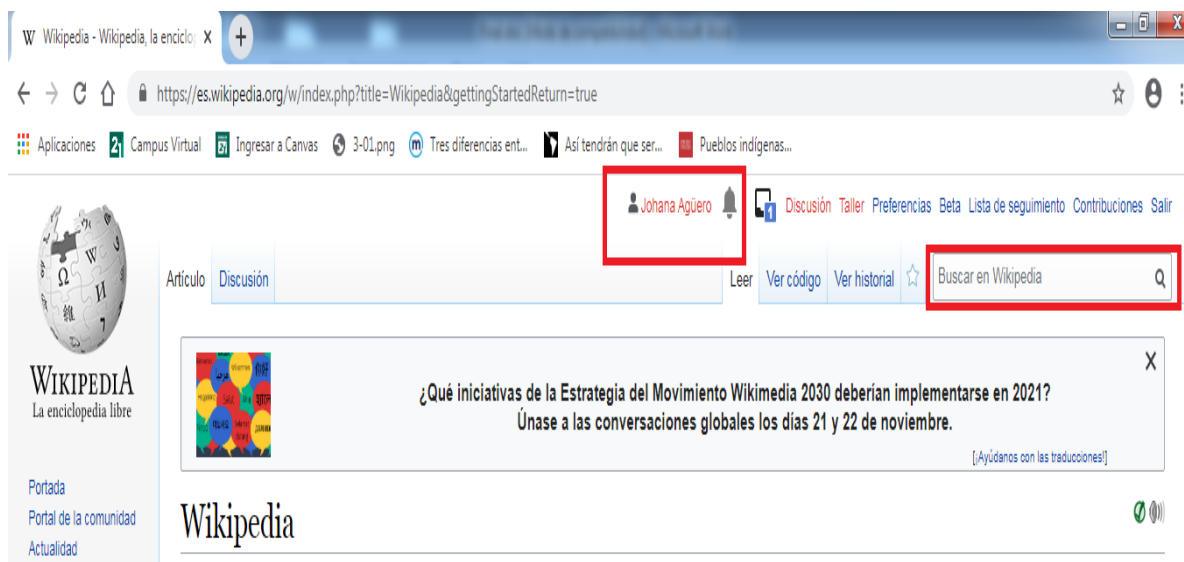 W Wikipedia - Wikipedia, la enciclo
https://es.wikipedia.org/w/index.php?title=Wikipedia&gettingStartedReturn=true
Aplicaciones 21 Campus Virtual 21 Ingresar a Canvas 3-01.png m Tres diferencias ent... Así tendrán que ser... Pueblos indígenas...
Johana Agüero 1 Discusión Taller Preferencias Beta Lista de seguimiento Contribuciones Salir
Artículo Discusión Leer Ver código Ver historial Buscar en Wikipedia
WIKIPEDIA
La enciclopedia libre
¿Qué iniciativas de la Estrategia del Movimiento Wikimedia 2030 deberían implementarse en 2021?
Únase a las conversaciones globales los días 21 y 22 de noviembre.
[¡Ayúdanos con las traducciones!]
Portada
Portal de la comunidad
Actualidad
Wikipedia